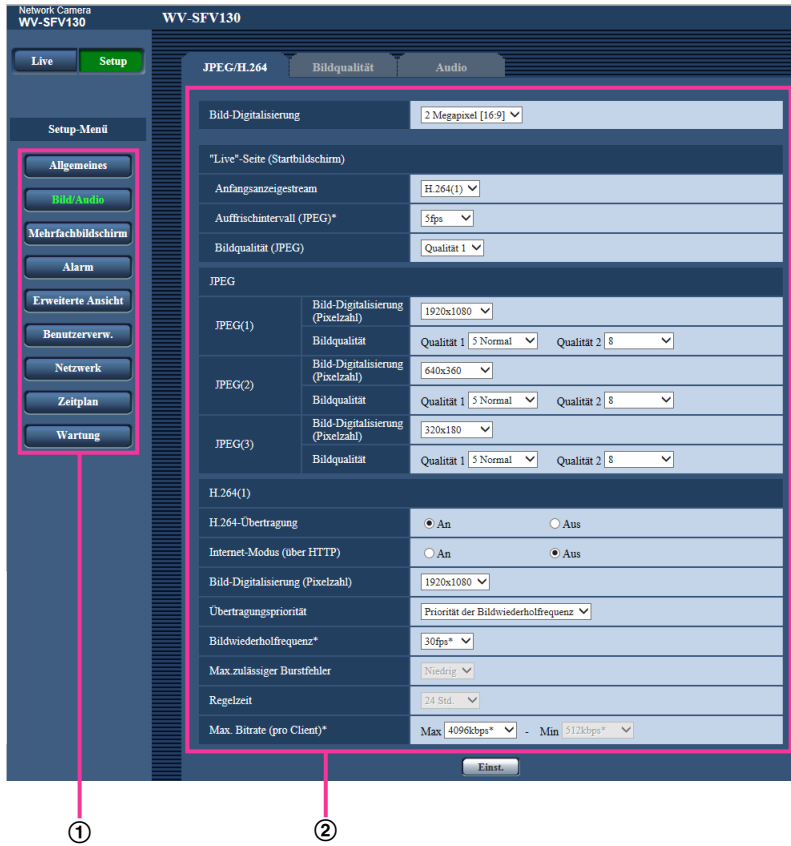 Network Camera
WV-SFV130
WV-SFV130
Live
Setup
Setup-Menü
Allgemeines
Bild/Audio
Mehrfachbildschirm
Alarm
Erweiterte Ansicht
Benutzerverw.
Netzwerk
Zeitplan
Wartung
JPEG/H.264
Bildqualität
Audio
Bild-Digitalisierung
2 Megapixel [16:9]
"Live"-Seite (Startbildschirm)
Anfangsanzeigestream
H.264(1)
Auffrischintervall (JPEG)*
5fps
Bildqualität (JPEG)
Qualität 1
JPEG
JPEG(1)
Bild-Digitalisierung
(Pixelzahl)
1920x1080
Bildqualität
Qualität 1 5 Normal Qualität 2 8
JPEG(2)
Bild-Digitalisierung
(Pixelzahl)
640x360
Bildqualität
Qualität 1 5 Normal Qualität 2 8
JPEG(3)
Bild-Digitalisierung
(Pixelzahl)
320x180
Bildqualität
Qualität 1 5 Normal Qualität 2 8
H.264(1)
H.264-Übertragung
An Aus
Internet-Modus (über HTTP)
An Aus
Bild-Digitalisierung (Pixelzahl)
1920x1080
Übertragungspriorität
Priorität der Bildwiederholfrequenz
Bildwiederholfrequenz*
30fps*
Max.zulässiger Burstfehler
Niedrig
Regelzeit
24 Std.
Max. Bitrate (pro Client)*
Max 4096kbps* - Min 512kbps*
Einst.
① ②